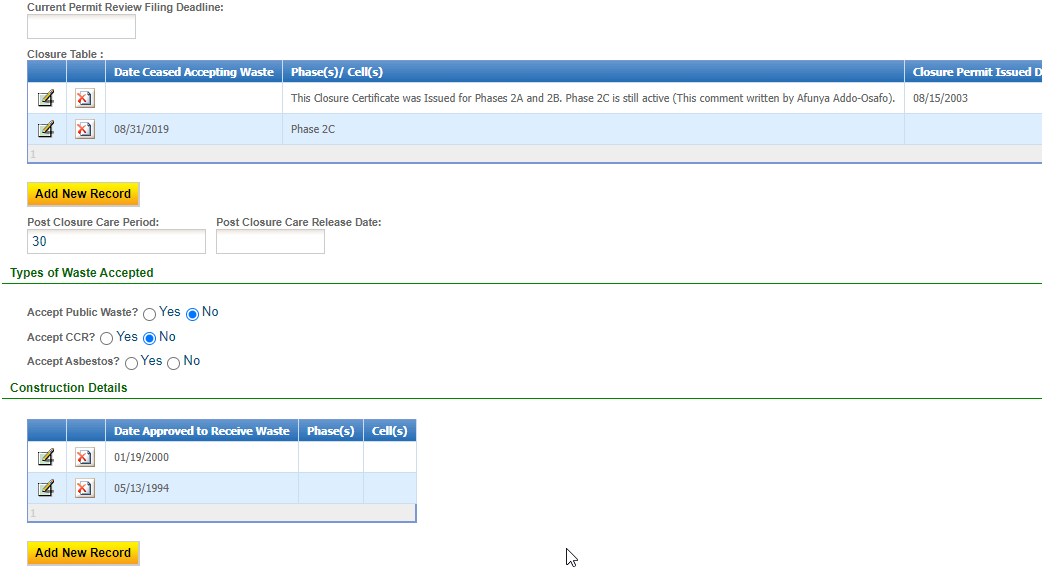 Current Permit Review Filing Deadline:
Closure Table :
Date Ceased Accepting Waste Phase(s)/ Cell(s) Closure Permit Issued D
This Closure Certificate was Issued for Phases 2A and 2B. Phase 2C is still active (This comment written by Afunya Addo-Osafo). 08/15/2003
08/31/2019 Phase 2C
1
Add New Record
Post Closure Care Period: Post Closure Care Release Date:
30
Types of Waste Accepted
Accept Public Waste? Yes No
Accept CCR? Yes No
Accept Asbestos? Yes No
Construction Details
Date Approved to Receive Waste Phase(s) Cell(s)
01/19/2000
05/13/1994
1
Add New Record